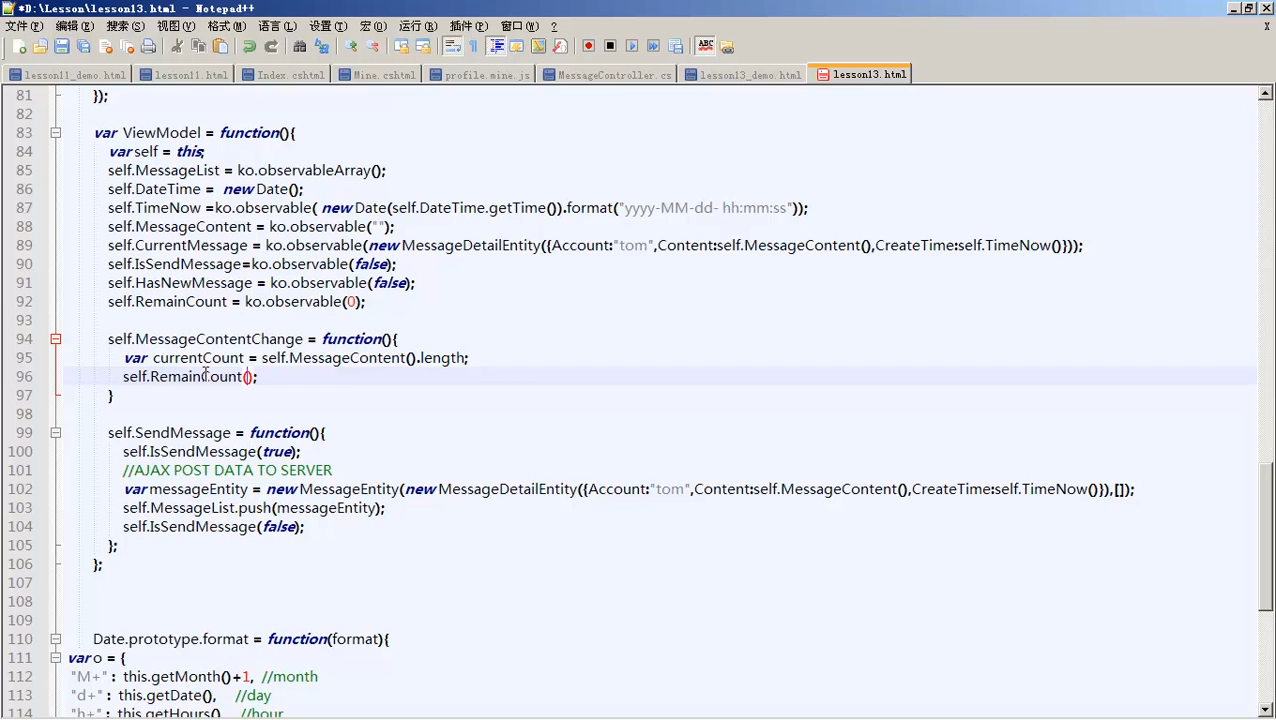 *D:\Lesson\lesson13.html - Notepad++
文件(F) 编辑(E) 搜索(S) 视图(V) 格式(M) 语言(L) 设置(T) 宏(O) 运行(R) 插件(P) 窗口(W) ? X
lesson11_demo.html lesson11.html Index.cshtml Mine.cshtml profile.mine.js MessageController.cs lesson13_demo.html lesson13.html
81 });
82
83 var ViewModel = function(){
84 var self = this;
85 self.MessageList = ko.observableArray();
86 self.DateTime = new Date();
87 self.TimeNow =ko.observable( new Date(self.DateTime.getTime()).format("yyyy-MM-dd- hh:mm:ss"));
88 self.MessageContent = ko.observable("");
89 self.CurrentMessage = ko.observable(new MessageDetailEntity({Account:"tom",Content:self.MessageContent(),CreateTime:self.TimeNow()}));
90 self.IsSendMessage=ko.observable(false);
91 self.HasNewMessage = ko.observable(false);
92 self.RemainCount = ko.observable(0);
93
94 self.MessageContentChange = function(){
95 var currentCount = self.MessageContent().length;
96 self.RemainCount();
97 }
98
99 self.SendMessage = function(){
100 self.IsSendMessage(true);
101 //AJAX POST DATA TO SERVER
102 var messageEntity = new MessageEntity(new MessageDetailEntity({Account:"tom",Content:self.MessageContent(),CreateTime:self.TimeNow()}),[]);
103 self.MessageList.push(messageEntity);
104 self.IsSendMessage(false);
105 };
106 };
107
108
109
110 Date.prototype.format = function(format){
111 var o = {
112 "M+" : this.getMonth()+1, //month
113 "d+" : this.getDate(), //day
114 "h+" : this.getHours() //hour